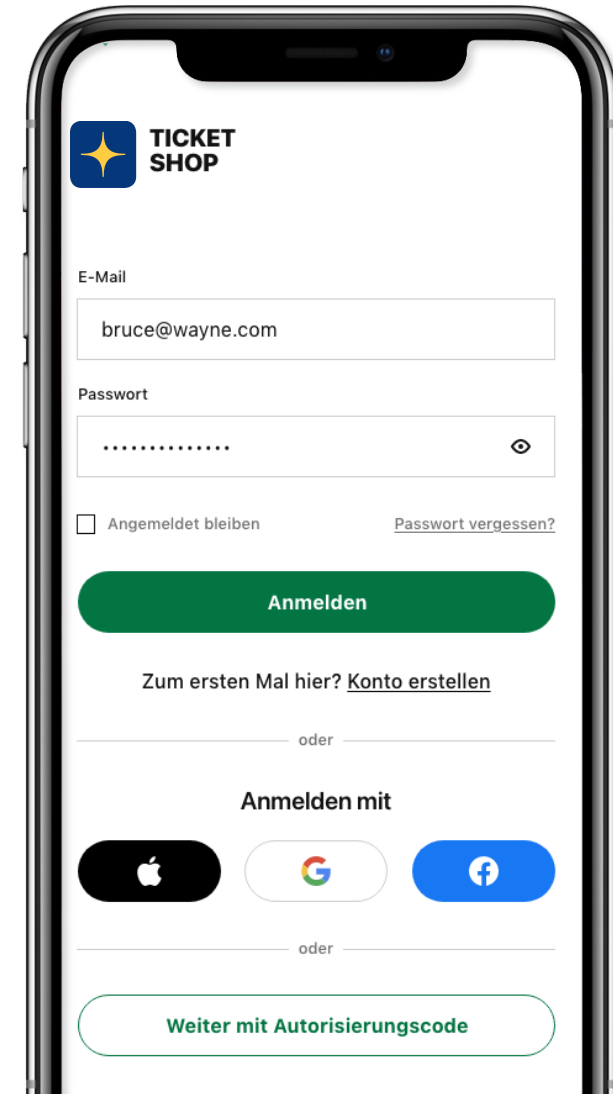 TICKET
SHOP
E-Mail
bruce@wayne.com
Passwort
••••••••••••••
Angemeldet bleiben
Passwort vergessen?
Anmelden
Zum ersten Mal hier? Konto erstellen
oder
Anmelden mit
oder
Weiter mit Autorisierungscode